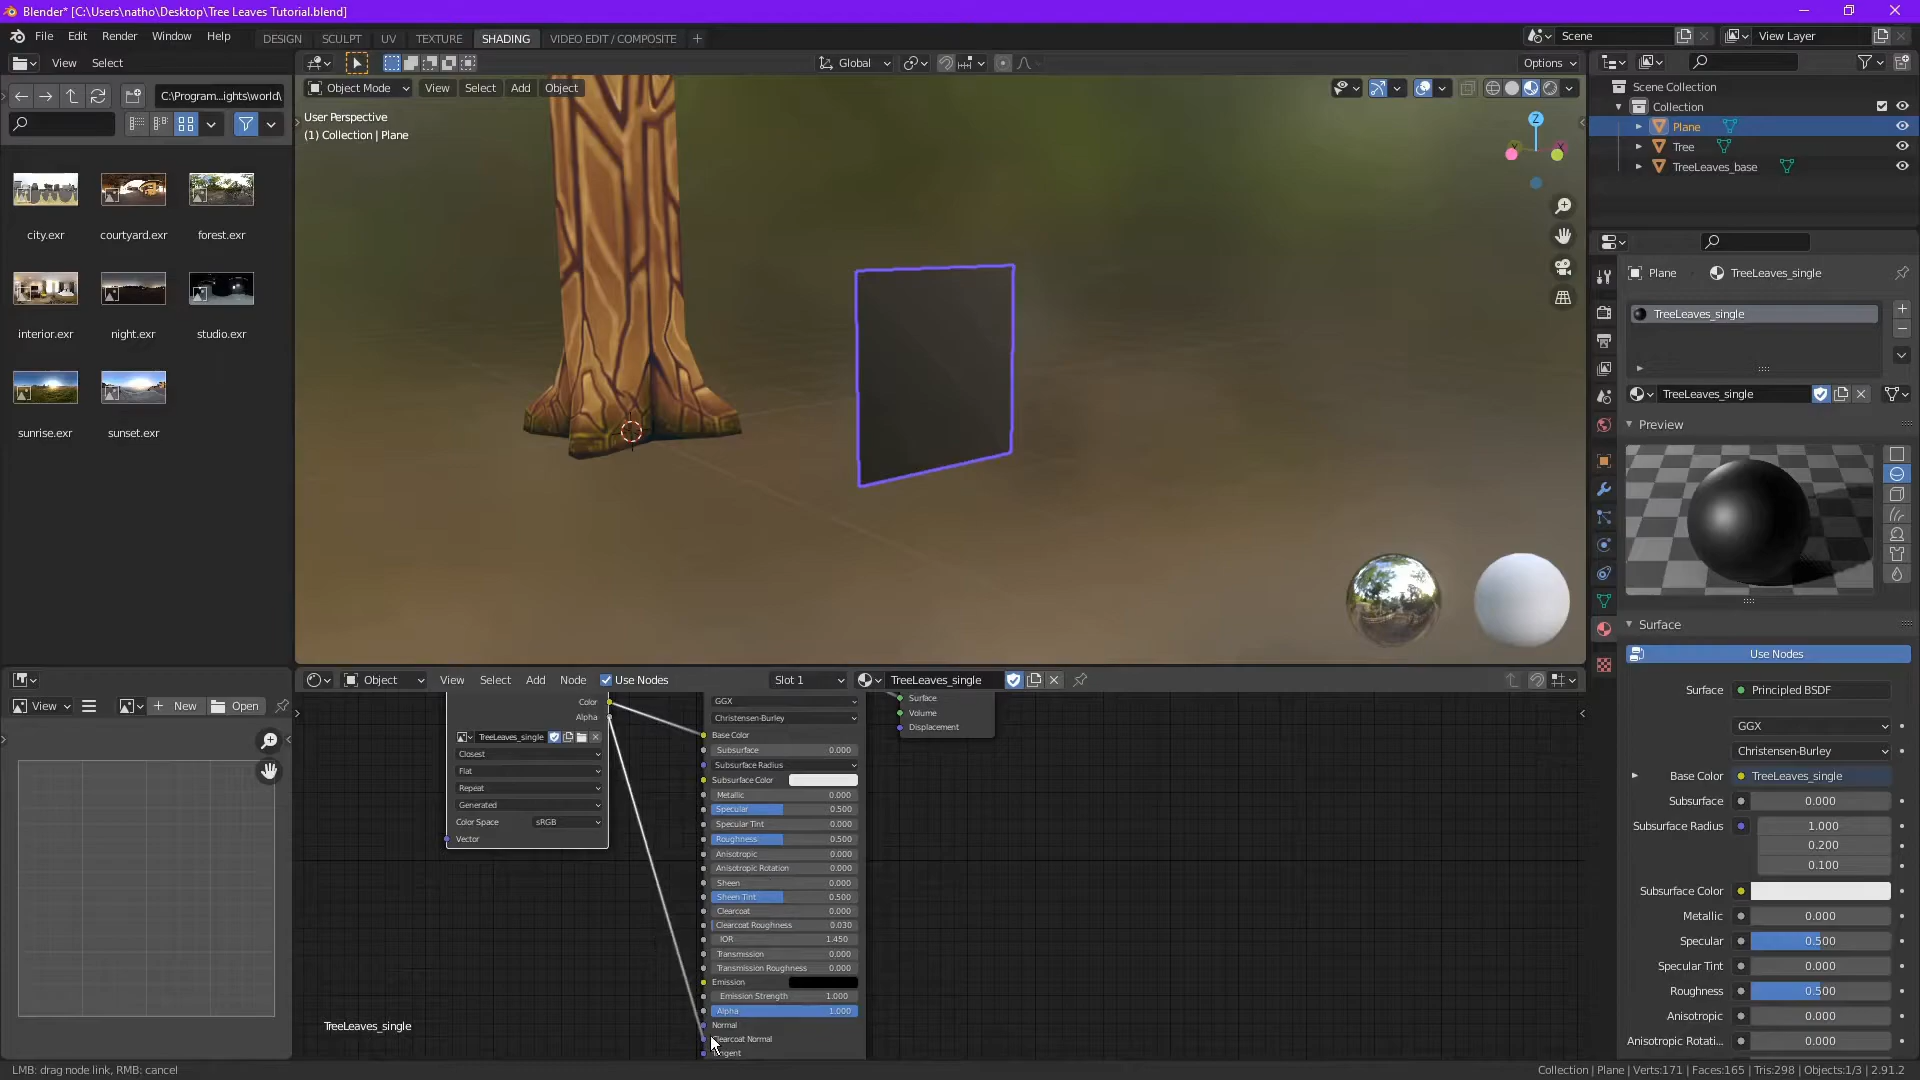 Blender* [C:\Users\natho\Desktop\Tree Leaves Tutorial.blend]
File Edit Render Window Help
DESIGN SCULPT UV TEXTURE SHADING VIDEO EDIT / COMPOSITE
Scene
View Layer
View Select
Global
Options
C:\Program...ights\world\
Object Mode View Select Add Object
User Perspective
(1) Collection | Plane
city.exr courtyard.exr forest.exr
interior.exr night.exr studio.exr
sunrise.exr sunset.exr
Z
Y
Scene Collection
Collection
Plane
Tree
TreeLeaves_base
Plane TreeLeaves_single
TreeLeaves_single
TreeLeaves_single
Preview
Surface
Use Nodes
Surface Principled BSDF
GGX
Christensen-Burley
Base Color TreeLeaves_single
Subsurface 0.000
Subsurface Radius 1.000
0.200
0.100
Subsurface Color
Metallic 0.000
Specular 0.500
Specular Tint 0.000
Roughness 0.500
Anisotropic 0.000
Anisotropic Rotati... 0.000
View New Open
Object View Select Add Node Use Nodes Slot 1 TreeLeaves_single
Color
Alpha
TreeLeaves_single
Closest
Flat
Repeat
Generated
Color Space sRGB
Vector
GGX
Christensen-Burley
Base Color
Subsurface 0.000
Subsurface Radius
Subsurface Color
Metallic 0.000
Specular 0.500
Specular Tint 0.000
Roughness 0.500
Anisotropic 0.000
Anisotropic Rotation 0.000
Sheen 0.000
Sheen Tint 0.500
Clearcoat 0.000
Clearcoat Roughness 0.030
IOR 1.450
Transmission 0.000
Transmission Roughness 0.000
Emission
Emission Strength 1.000
Alpha 1.000
Normal
Clearcoat Normal
Surface
Volume
Displacement
TreeLeaves_single
LMB: drag node link, RMB: cancel
Collection | Plane | Verts:171 | Faces:165 | Tris:298 | Objects:1/3 | 2.91.2